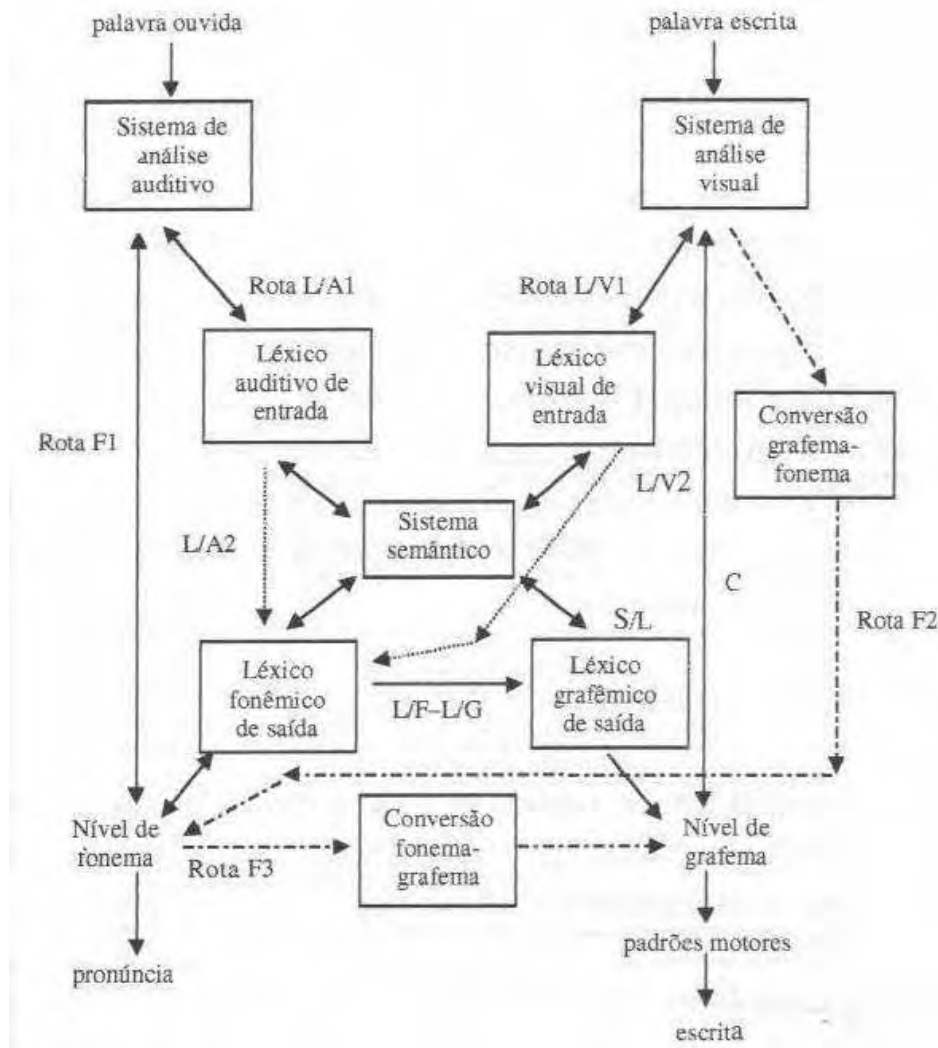 palavra ouvida
palavra escrita
Sistema de
análise
auditivo
Sistema de
análise
visual
Rota L/A1
Rota L/V1
Léxico
auditivo de
entrada
Léxico
visual de
entrada
Conversão
grafema-
fonema
Rota F1
L/V2
Sistema
semântico
L/A2
C
Rota F2
S/L
Léxico
fonêmico
de saída
L/F–L/G
Léxico
grafêmico
de saída
Nível de
fonema
Rota F3
Conversão
fonema-
grafema
Nível de
grafema
pronúncia
padrões motores
escrita